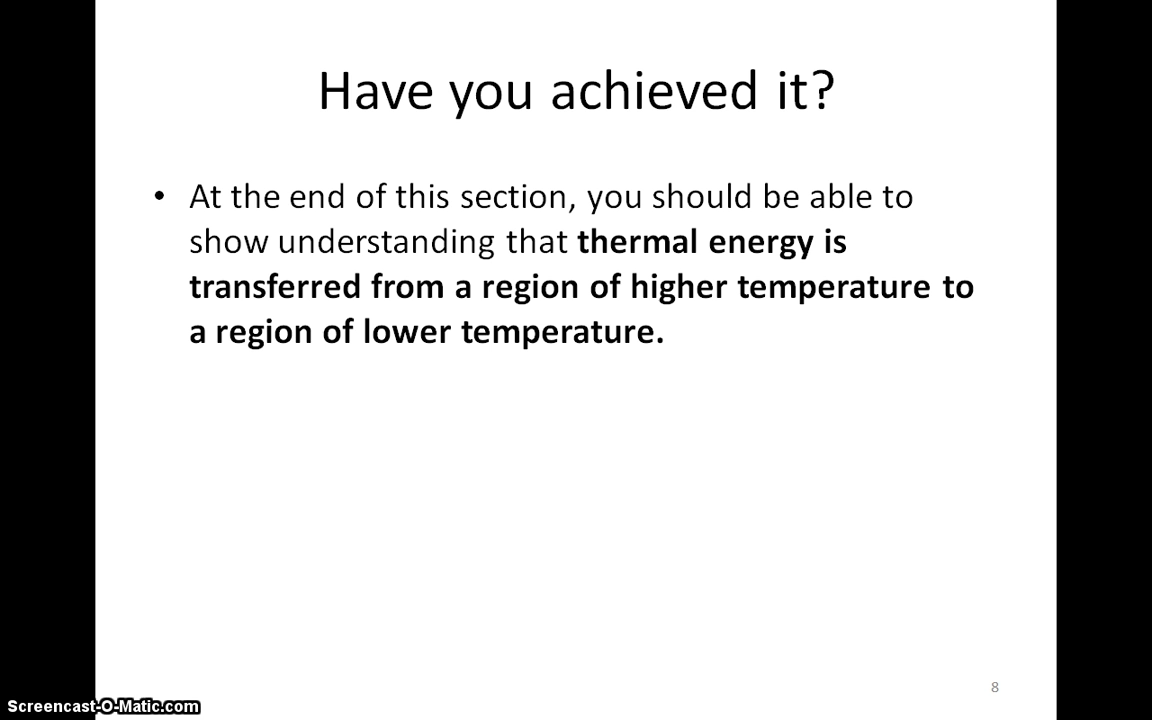 Have you achieved it?
• At the end of this section, you should be able to
show understanding that thermal energy is
transferred from a region of higher temperature to
a region of lower temperature.
8
Screencast-O-Matic.com